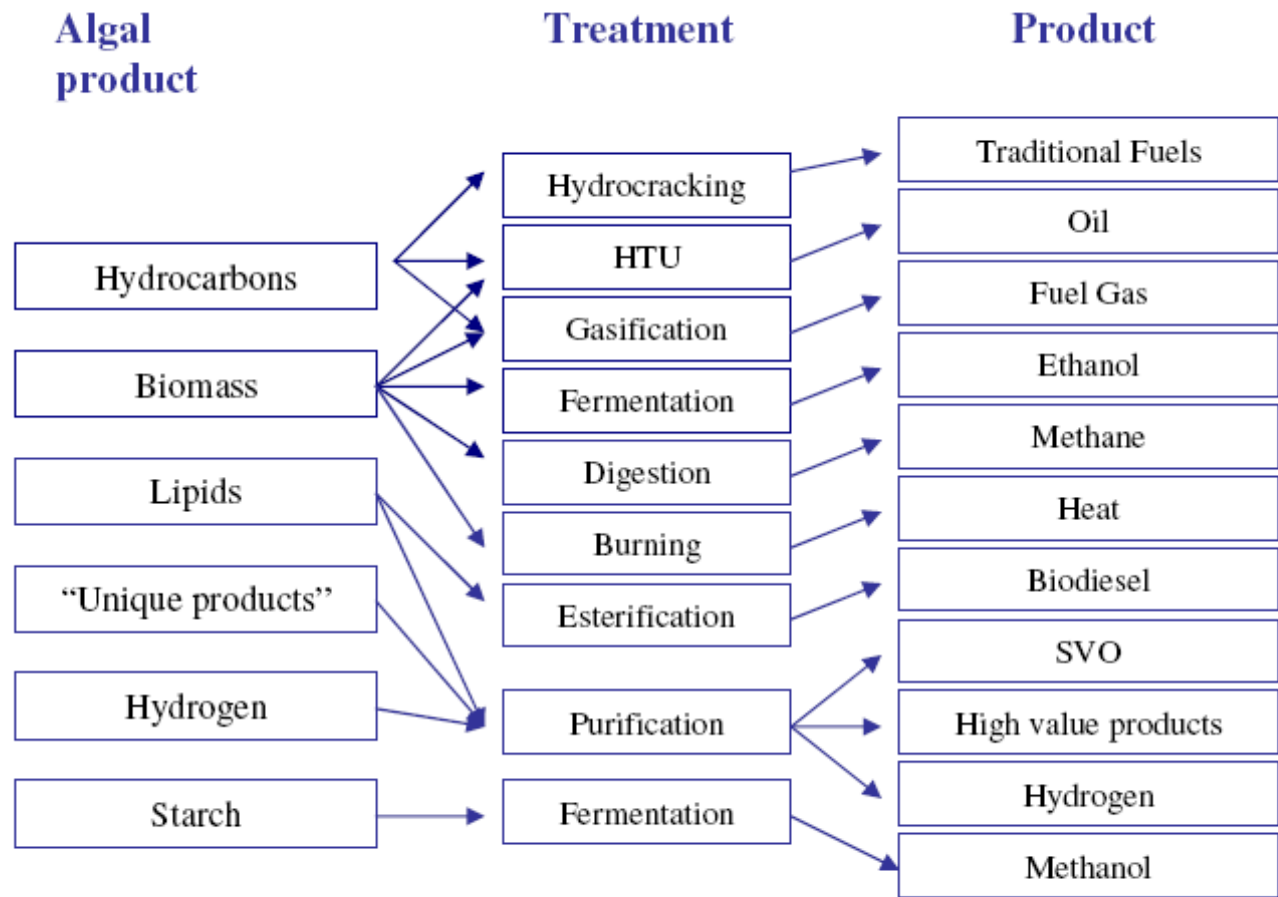 Algal
product
Treatment
Product
Hydrocarbons
Biomass
Lipids
“Unique products”
Hydrogen
Starch
Hydrocracking
HTU
Gasification
Fermentation
Digestion
Burning
Esterification
Purification
Fermentation
Traditional Fuels
Oil
Fuel Gas
Ethanol
Methane
Heat
Biodiesel
SVO
High value products
Hydrogen
Methanol